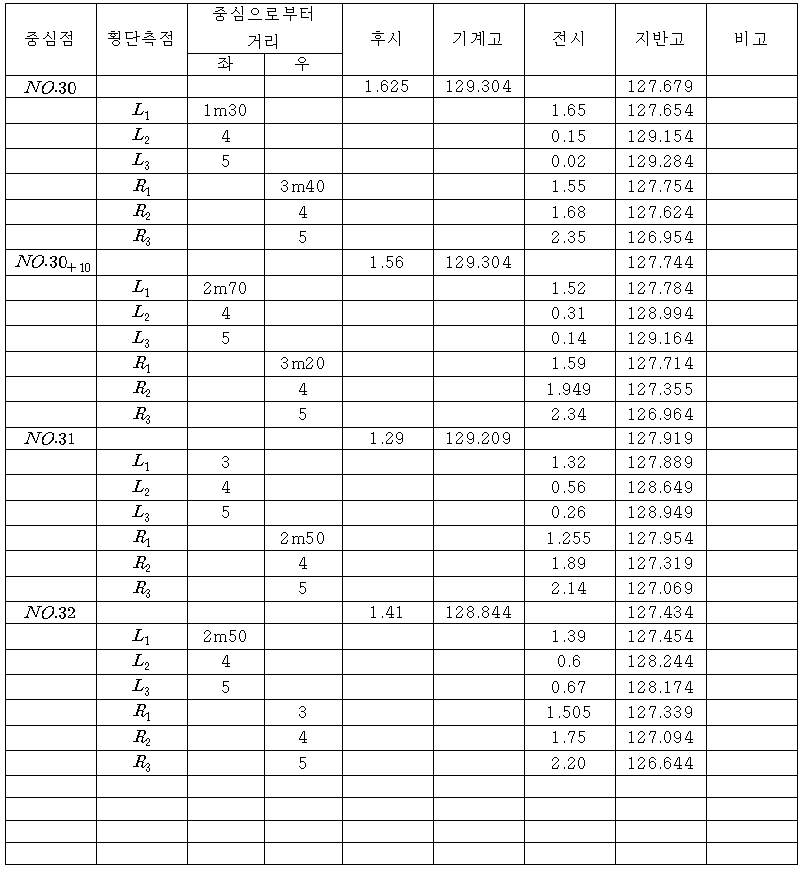 중심점 횡단측점 중심으로부터 거리 후시 기계고 전시 지반고 비고
좌 우
NO.30 1.625 129.304 127.679
L1 1m30 1.65 127.654
L2 4 0.15 129.154
L3 5 0.02 129.284
R1 3m40 1.55 127.754
R2 4 1.68 127.624
R3 5 2.35 126.954
NO.30+10 1.56 129.304 127.744
L1 2m70 1.52 127.784
L2 4 0.31 128.994
L3 5 0.14 129.164
R1 3m20 1.59 127.714
R2 4 1.949 127.355
R3 5 2.34 126.964
NO.31 1.29 129.209 127.919
L1 3 1.32 127.889
L2 4 0.56 128.649
L3 5 0.26 128.949
R1 2m50 1.255 127.954
R2 4 1.89 127.319
R3 5 2.14 127.069
NO.32 1.41 128.844 127.434
L1 2m50 1.39 127.454
L2 4 0.6 128.244
L3 5 0.67 128.174
R1 3 1.505 127.339
R2 4 1.75 127.094
R3 5 2.20 126.644